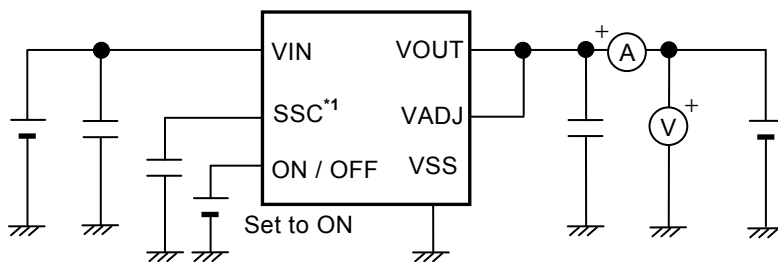 VIN
VOUT
+
A
SSC*1
VADJ
V
+
ON / OFF
VSS
Set to ON